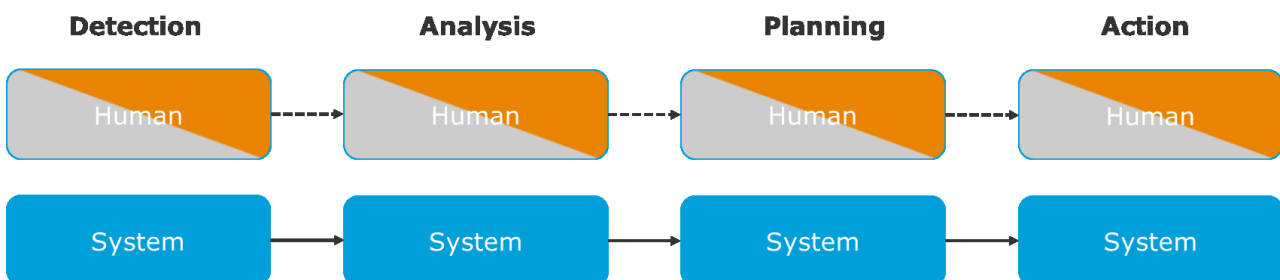 Detection Analysis Planning Action
Human Human Human Human
System System System System